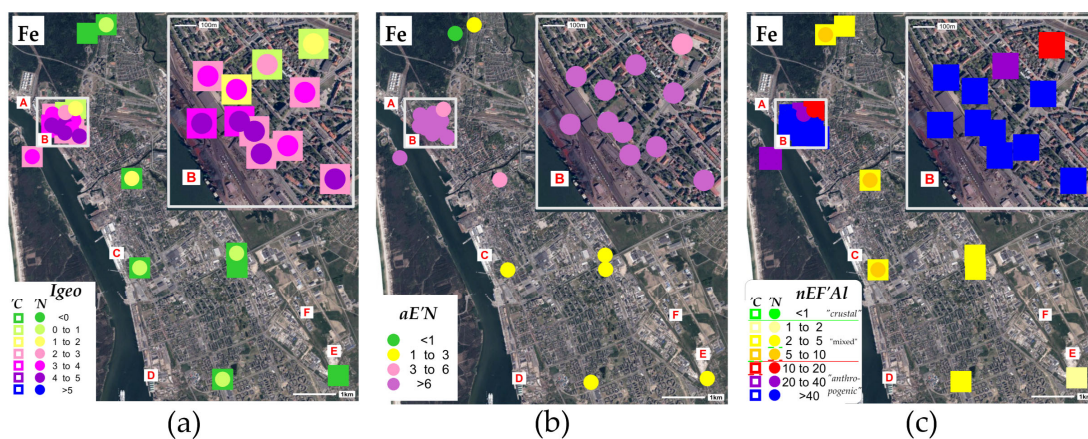 Fe
100m
A
B
B
C
F
E
D
Igeo
´C ´N
<0
0 to 1
1 to 2
2 to 3
3 to 4
4 to 5
>5
1km
(a)
Fe
100m
A
B
B
C
F
E
D
aE'N
<1
1 to 3
3 to 6
>6
1km
(b)
Fe
100m
A
B
B
C
F
E
D
nEF'Al
´C ´N
<1 "crustal"
1 to 2
2 to 5 "mixed"
5 to 10
10 to 20
20 to 40 "anthro-
>40 pogenic"
1km
(c)